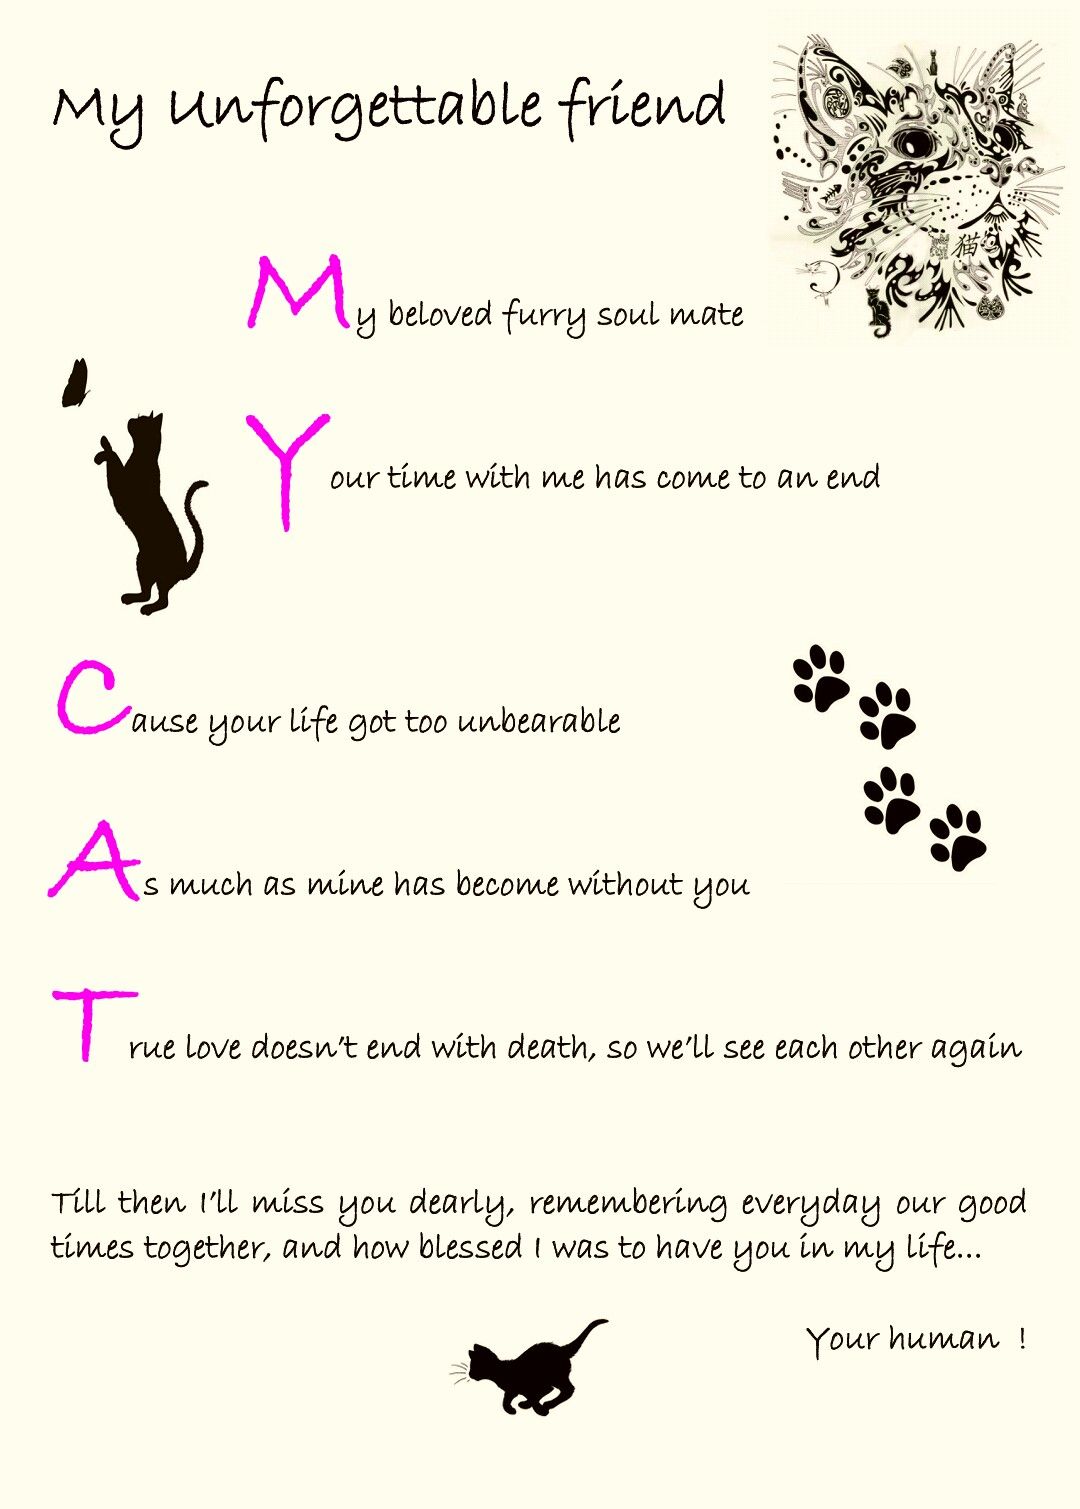 My Unforgettable friend
猫
My beloved furry soul mate
Your time with me has come to an end
Cause your life got too unbearable
As much as mine has become without you
True love doesn't end with death, so we'll see each other again
Till then I'll miss you dearly, remembering everyday our good
times together, and how blessed I was to have you in my life...
Your human !